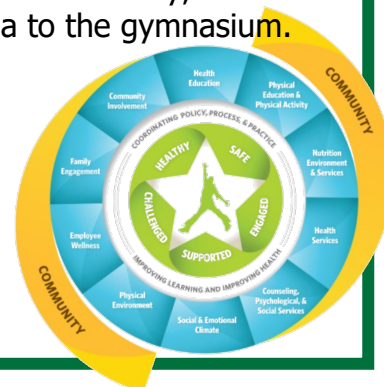 a to the gymnasium.
COMMUNITY
Health
Education
Physical
Education &
Physical Activity
Nutrition
Environment
& Services
Health
Services
Counseling,
Psychological, &
Social Services
Social & Emotional
Climate
Physical
Environment
Employee
Wellness
Family
Engagement
Community
Involvement
COORDINATING POLICY, PROCESS, & PRACTICE
IMPROVING LEARNING AND IMPROVING HEALTH
HEALTHY
SAFE
ENGAGED
SUPPORTED
CHALLENGED
COMMUNITY